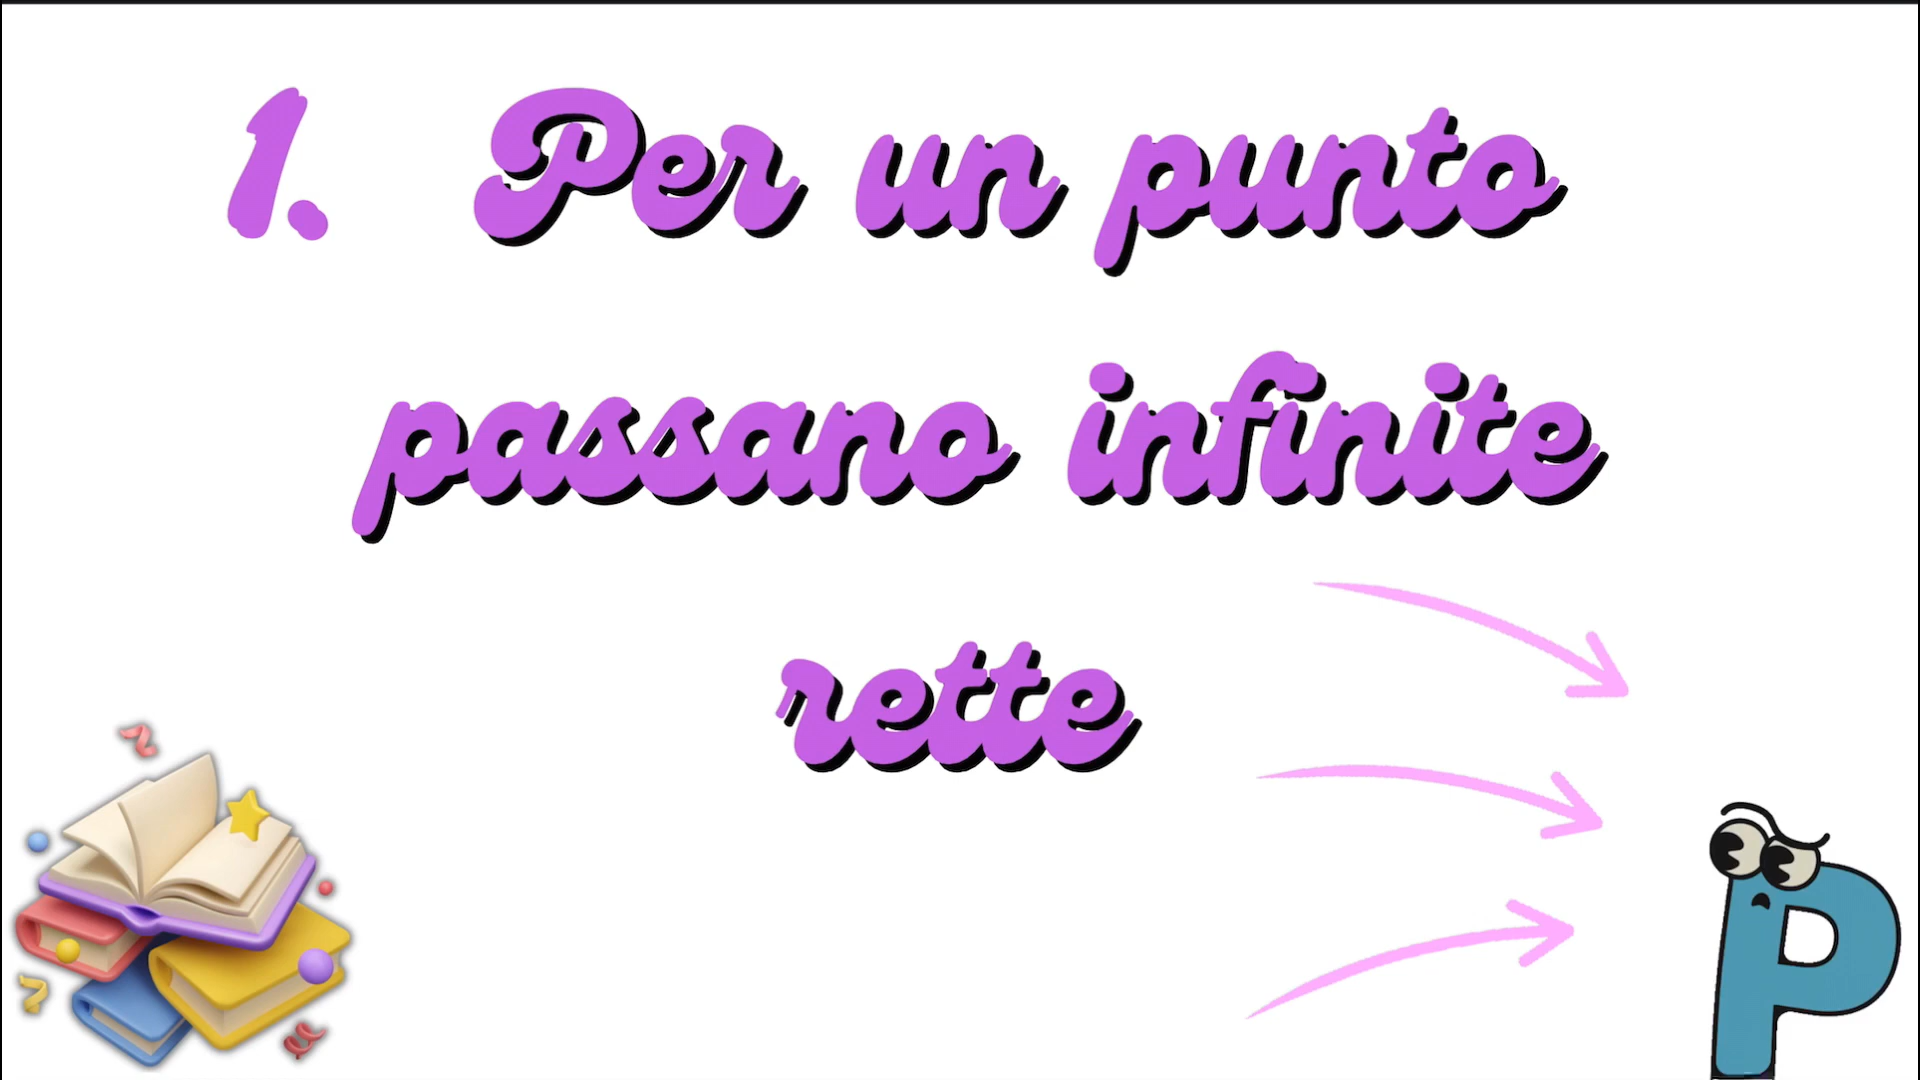 1. Per un punto
passano infinite
rette
P